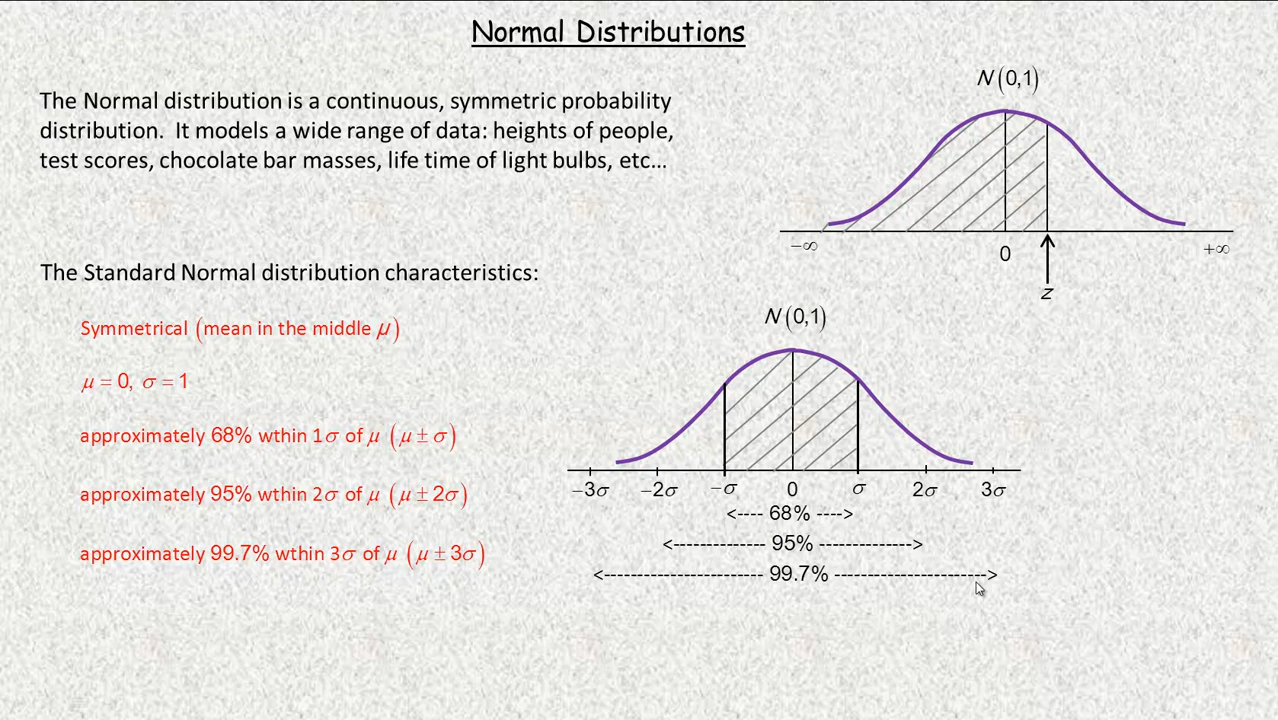 Normal Distributions
The Normal distribution is a continuous, symmetric probability
distribution. It models a wide range of data: heights of people,
test scores, chocolate bar masses, life time of light bulbs, etc...
N(0,1)
−∞
+∞
0
z
The Standard Normal distribution characteristics:
Symmetrical (mean in the middle μ)
μ = 0, σ = 1
approximately 68% wthin 1σ of μ (μ ± σ)
approximately 95% wthin 2σ of μ (μ ± 2σ)
approximately 99.7% wthin 3σ of μ (μ ± 3σ)
N(0,1)
−3σ −2σ −σ 0 σ 2σ 3σ
<---- 68% ---->
<-------------- 95% -------------->
<------------------------ 99.7% ----------------------->